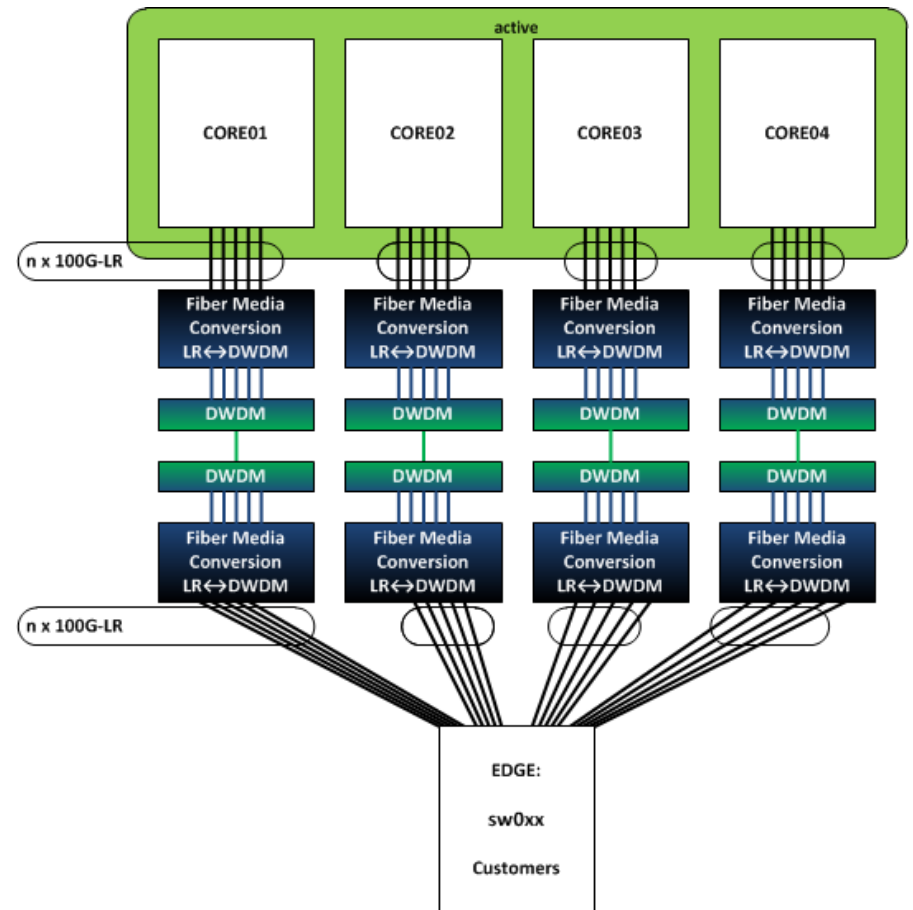 active
CORE01
CORE02
CORE03
CORE04
n x 100G-LR
Fiber Media
Conversion
LR↔DWDM
Fiber Media
Conversion
LR↔DWDM
Fiber Media
Conversion
LR↔DWDM
Fiber Media
Conversion
LR↔DWDM
DWDM
DWDM
DWDM
DWDM
DWDM
DWDM
DWDM
DWDM
Fiber Media
Conversion
LR↔DWDM
Fiber Media
Conversion
LR↔DWDM
Fiber Media
Conversion
LR↔DWDM
Fiber Media
Conversion
LR↔DWDM
n x 100G-LR
EDGE:
sw0xx
Customers